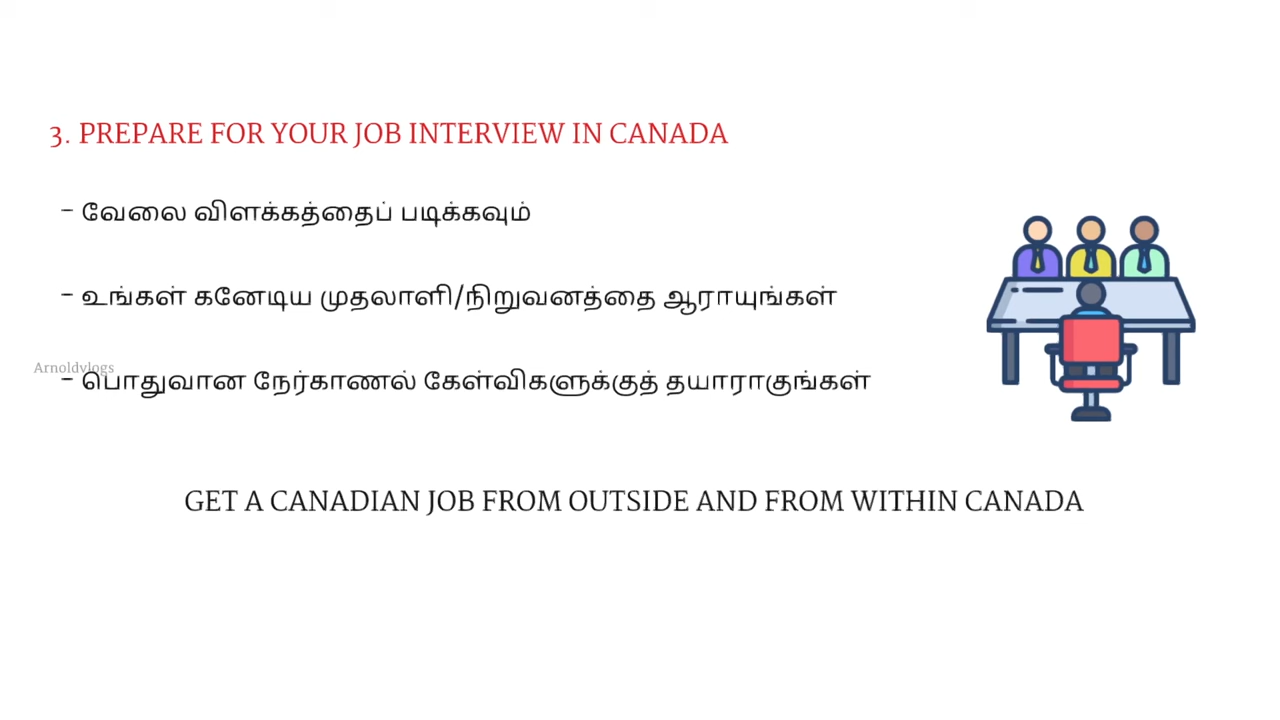 3. PREPARE FOR YOUR JOB INTERVIEW IN CANADA
- வேலை விளக்கத்தைப் படிக்கவும்
- உங்கள் கனேடிய முதலாளி/நிறுவனத்தை ஆராயுங்கள்
Arnoldvlogs
- பொதுவான நேர்காணல் கேள்விகளுக்குத் தயாராகுங்கள்
GET A CANADIAN JOB FROM OUTSIDE AND FROM WITHIN CANADA